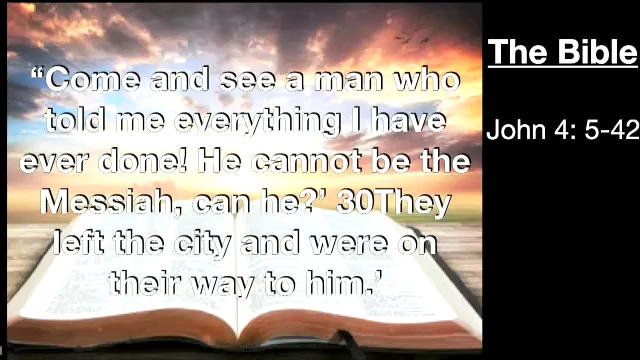 “Come and see a man who
told me everything I have
ever done! He cannot be the
Messiah, can he?’ 30They
left the city and were on
their way to him.’
The Bible
John 4: 5-42